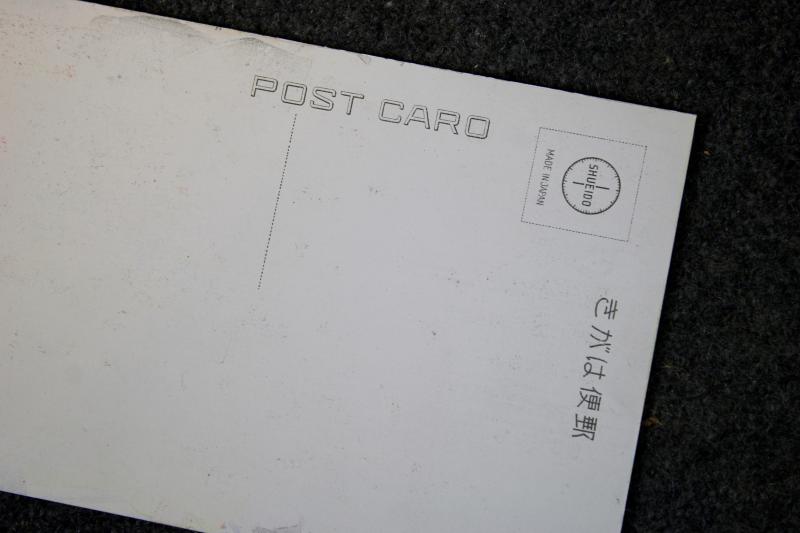 POST CARD
SHUEIDO
MADE IN JAPAN
きがは便郵